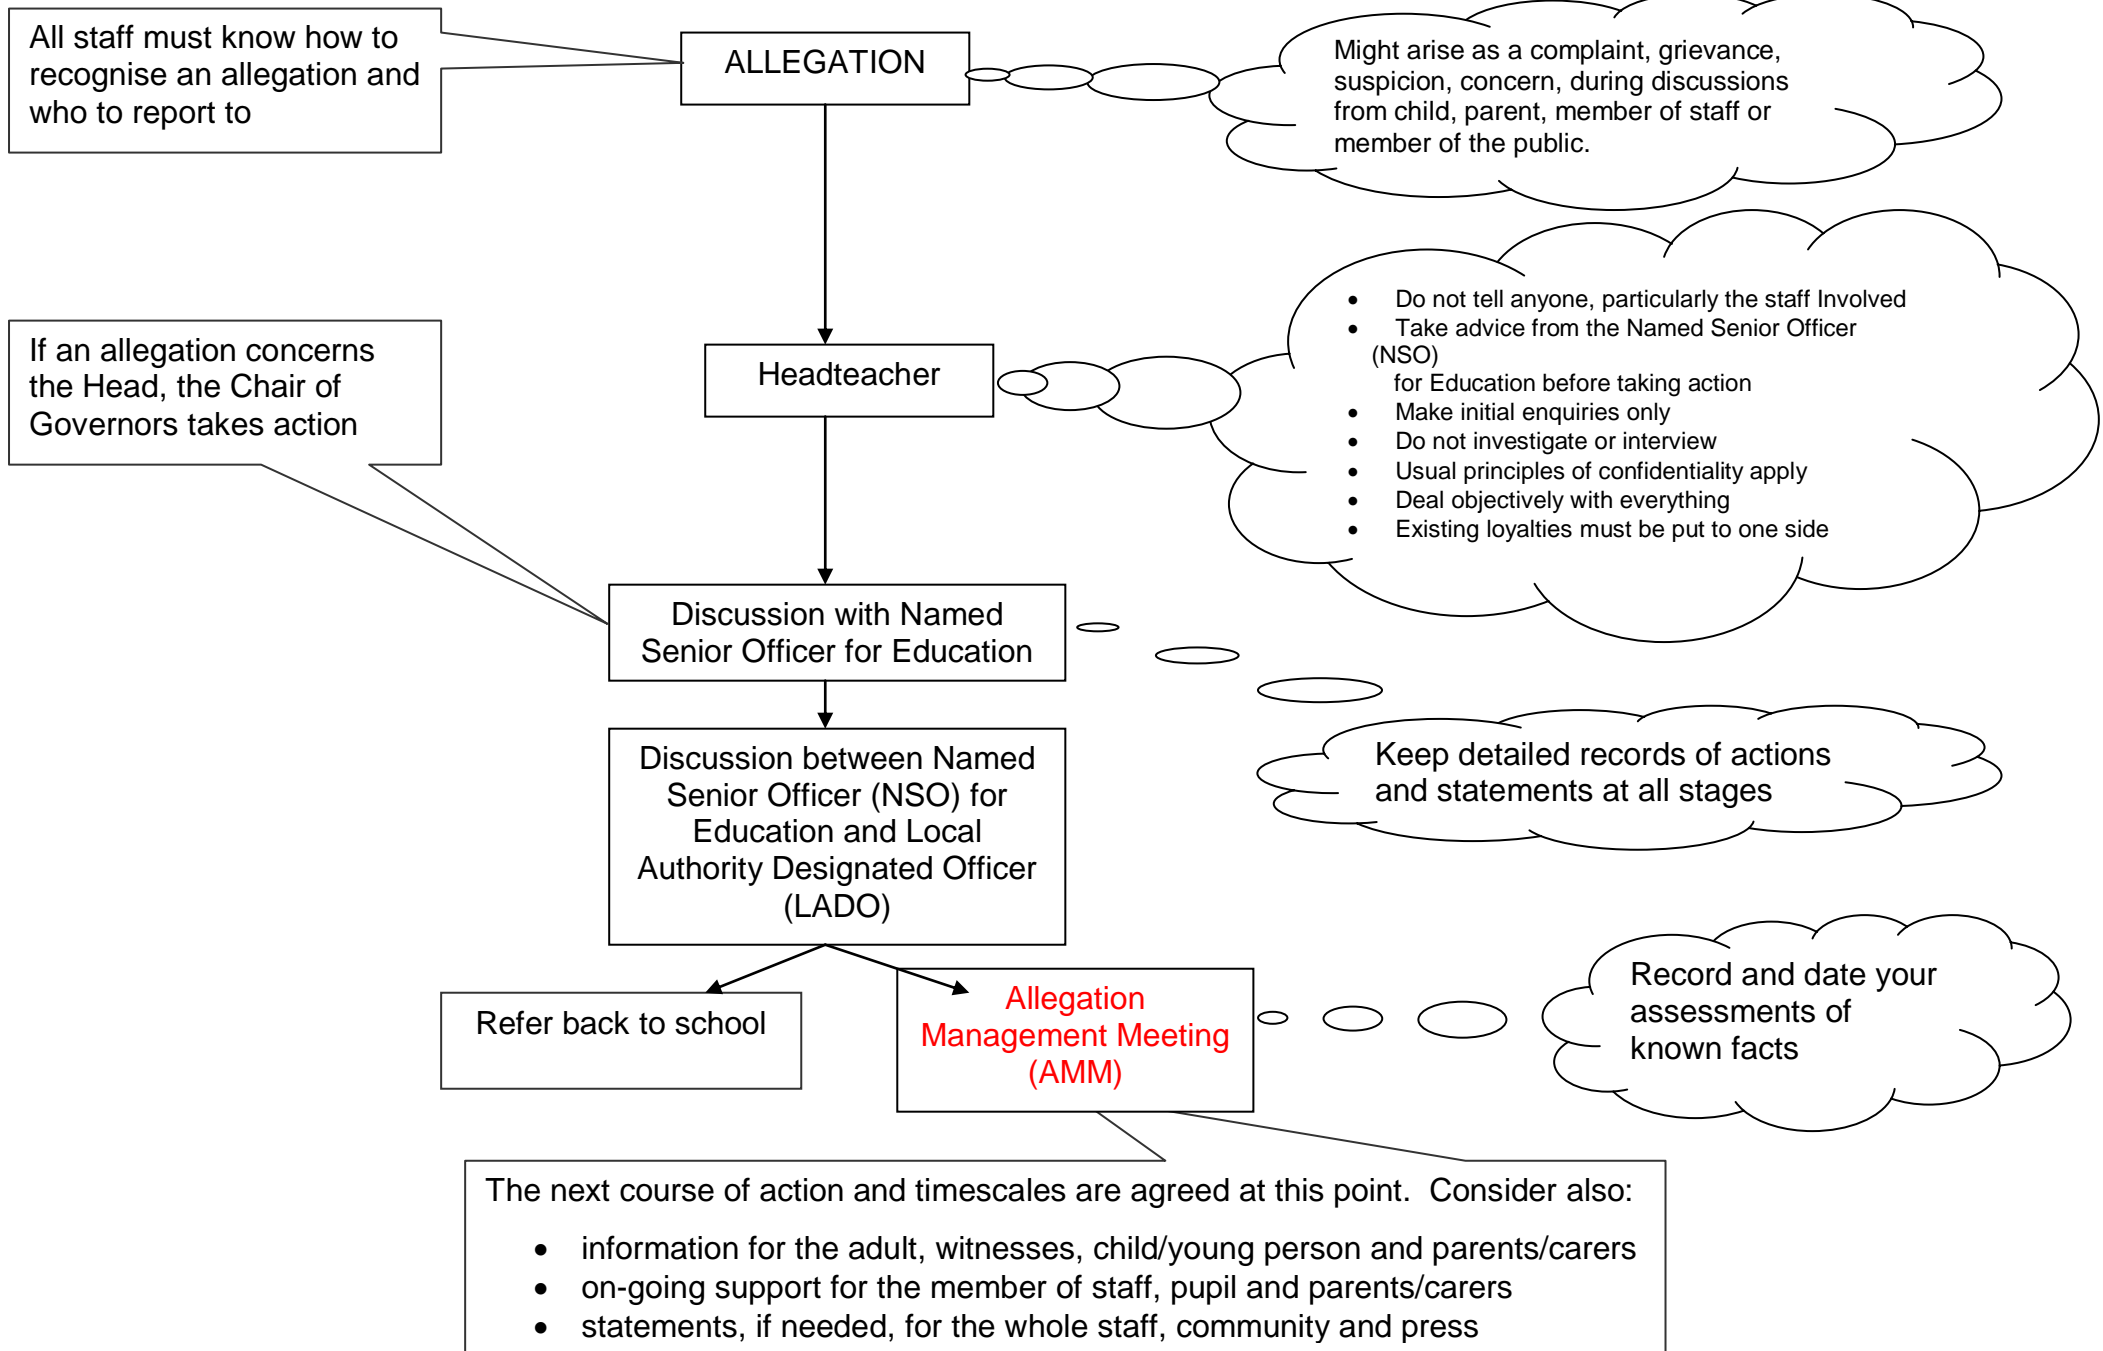 All staff must know how to
recognise an allegation and
who to report to
ALLEGATION
Might arise as a complaint, grievance,
suspicion, concern, during discussions
from child, parent, member of staff or
member of the public.
If an allegation concerns
the Head, the Chair of
Governors takes action
Headteacher
• Do not tell anyone, particularly the staff Involved
• Take advice from the Named Senior Officer
(NSO)
for Education before taking action
• Make initial enquiries only
• Do not investigate or interview
• Usual principles of confidentiality apply
• Deal objectively with everything
• Existing loyalties must be put to one side
Discussion with Named
Senior Officer for Education
Keep detailed records of actions
and statements at all stages
Discussion between Named
Senior Officer (NSO) for
Education and Local
Authority Designated Officer
(LADO)
Refer back to school
Allegation
Management Meeting
(AMM)
Record and date your
assessments of
known facts
The next course of action and timescales are agreed at this point.  Consider also:
• information for the adult, witnesses, child/young person and parents/carers
• on-going support for the member of staff, pupil and parents/carers
• statements, if needed, for the whole staff, community and press